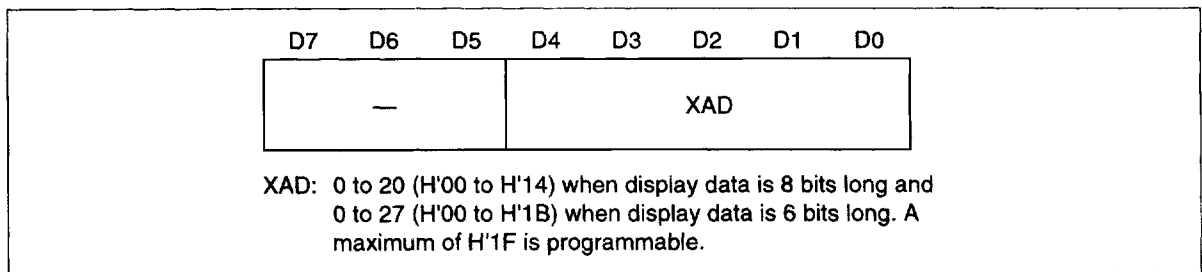 D7 D6 D5 D4 D3 D2 D1 D0
— XAD
XAD: 0 to 20 (H'00 to H'14) when display data is 8 bits long and
0 to 27 (H'00 to H'1B) when display data is 6 bits long. A
maximum of H'1F is programmable.